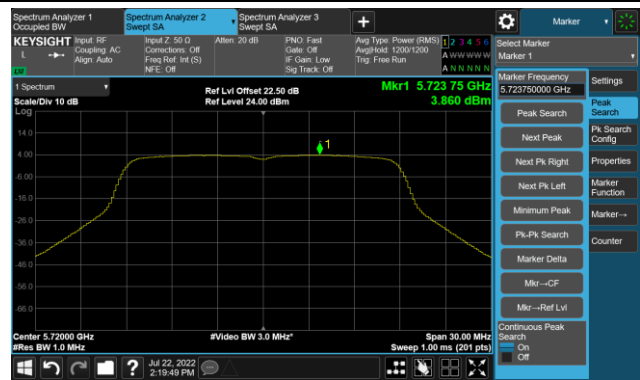 Spectrum Analyzer 1
Occupied BW
Spectrum Analyzer 2
Swept SA
Spectrum Analyzer 3
Swept SA
Marker
KEYSIGHT
L
Input: RF
Coupling: AC
Align: Auto
Input Z: 50 Ω
Corrections: Off
Freq Ref: Int (S)
NFE: Off
Atten: 20 dB
PNO: Fast
Gate: Off
IF Gain: Low
Sig Track: Off
Avg Type: Power (RMS)
Avg|Hold: 1200/1200
Trig: Free Run
1 2 3 4 5 6
A W W W W W
A N N N N N
Select Marker
Marker 1
1 Spectrum
Scale/Div 10 dB
Ref Lvl Offset 22.50 dB
Ref Level 24.00 dBm
Mkr1 5.723 75 GHz
3.860 dBm
Log
14.0
4.00
-6.00
-16.0
-26.0
-36.0
-46.0
-56.0
-66.0
1
Center 5.72000 GHz
#Res BW 1.0 MHz
#Video BW 3.0 MHz*
Span 30.00 MHz
Sweep 1.00 ms (201 pts)
Marker Frequency
5.723750000 GHz
Peak Search
Next Peak
Next Pk Right
Next Pk Left
Minimum Peak
Pk-Pk Search
Marker Delta
Mkr→CF
Mkr→Ref Lvl
Continuous Peak
Search
On
Off
Settings
Peak
Search
Pk Search
Config
Properties
Marker
Function
Marker→
Counter
Jul 22, 2022
2:19:49 PM